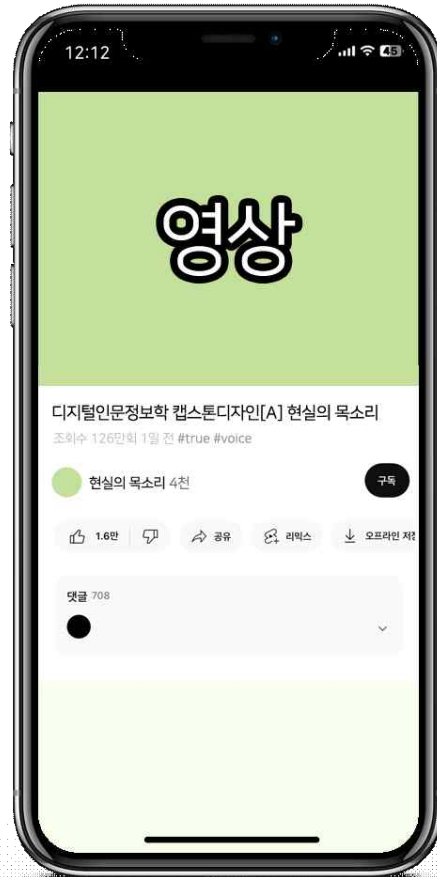 12:12
45
영상
디지털인문정보학 캡스톤디자인[A] 현실의 목소리
조회수 126만회 1일 전 #true #voice
현실의 목소리 4천
구독
1.6만
공유
리믹스
오프라인 저장
댓글 708